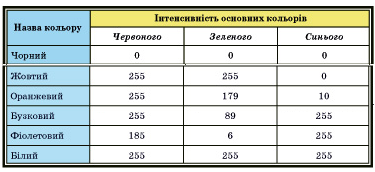 Назва кольору Інтенсивність основних кольорів
Червоного Зеленого Синього
Чорний 0 0 0
Жовтий 255 255 0
Оранжевий 255 179 10
Бузковий 255 89 255
Фіолетовий 185 6 255
Білий 255 255 255